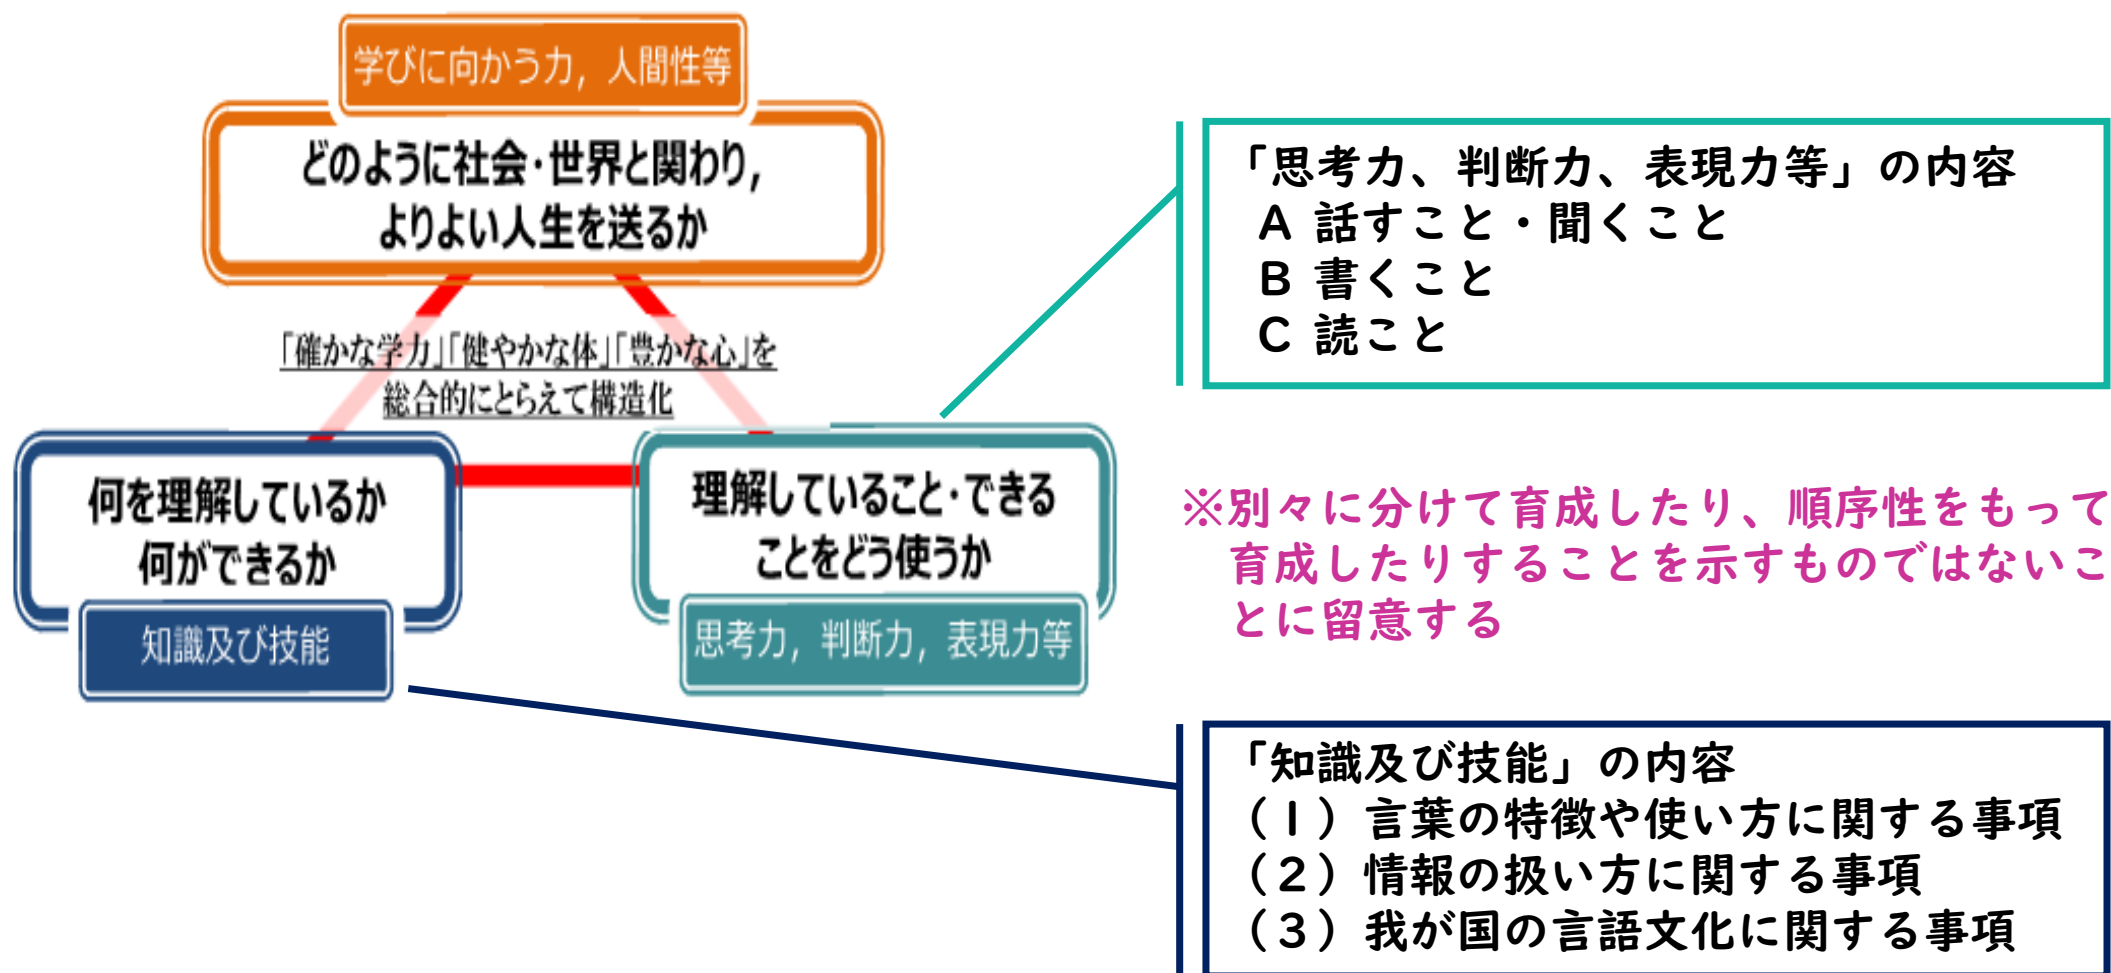 学びに向かう力，人間性等
どのように社会・世界と関わり，
よりよい人生を送るか
「確かな学力」「健やかな体」「豊かな心」を
総合的にとらえて構造化
何を理解しているか
何ができるか
知識及び技能
理解していること・できる
ことをどう使うか
思考力，判断力，表現力等
「思考力、判断力、表現力等」の内容
A 話すこと・聞くこと
B 書くこと
C 読こと
※別々に分けて育成したり、順序性をもって
育成したりすることを示すものではないこ
とに留意する
「知識及び技能」の内容
（１）言葉の特徴や使い方に関する事項
（２）情報の扱い方に関する事項
（３）我が国の言語文化に関する事項